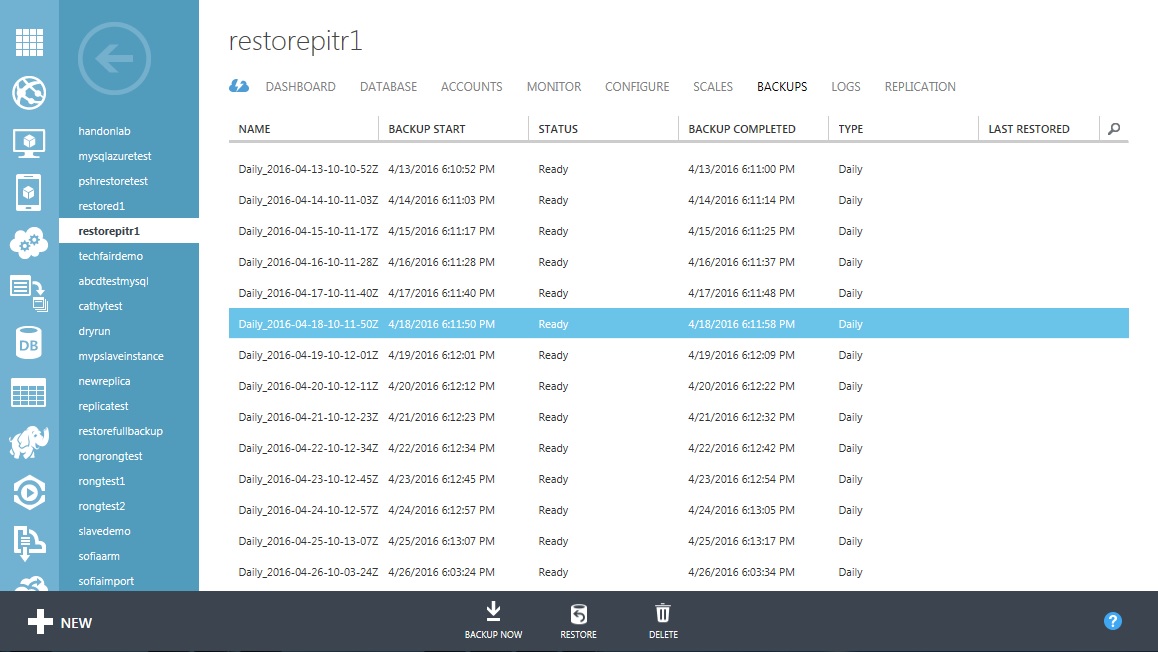 restorepitr1
DASHBOARD DATABASE ACCOUNTS MONITOR CONFIGURE SCALES BACKUPS LOGS REPLICATION
handonlab
mysqlazuretest
pshrestoretest
restored1
restorepitr1
techfairdemo
abcdtestmysql
cathytest
dryrun
mvpslaveinstance
newreplica
replicatest
restorefullbackup
rongrongtest
rongtest1
rongtest2
slavedemo
sofiaarm
sofiaimport
DB
NAME BACKUP START STATUS BACKUP COMPLETED TYPE LAST RESTORED
Daily_2016-04-13-10-10-52Z 4/13/2016 6:10:52 PM Ready 4/13/2016 6:11:00 PM Daily
Daily_2016-04-14-10-11-03Z 4/14/2016 6:11:03 PM Ready 4/14/2016 6:11:14 PM Daily
Daily_2016-04-15-10-11-17Z 4/15/2016 6:11:17 PM Ready 4/15/2016 6:11:25 PM Daily
Daily_2016-04-16-10-11-28Z 4/16/2016 6:11:28 PM Ready 4/16/2016 6:11:37 PM Daily
Daily_2016-04-17-10-11-40Z 4/17/2016 6:11:40 PM Ready 4/17/2016 6:11:48 PM Daily
Daily_2016-04-18-10-11-50Z 4/18/2016 6:11:50 PM Ready 4/18/2016 6:11:58 PM Daily
Daily_2016-04-19-10-12-01Z 4/19/2016 6:12:01 PM Ready 4/19/2016 6:12:09 PM Daily
Daily_2016-04-20-10-12-11Z 4/20/2016 6:12:12 PM Ready 4/20/2016 6:12:22 PM Daily
Daily_2016-04-21-10-12-23Z 4/21/2016 6:12:23 PM Ready 4/21/2016 6:12:32 PM Daily
Daily_2016-04-22-10-12-34Z 4/22/2016 6:12:34 PM Ready 4/22/2016 6:12:42 PM Daily
Daily_2016-04-23-10-12-45Z 4/23/2016 6:12:45 PM Ready 4/23/2016 6:12:54 PM Daily
Daily_2016-04-24-10-12-57Z 4/24/2016 6:12:57 PM Ready 4/24/2016 6:13:05 PM Daily
Daily_2016-04-25-10-13-07Z 4/25/2016 6:13:07 PM Ready 4/25/2016 6:13:17 PM Daily
Daily_2016-04-26-10-03-24Z 4/26/2016 6:03:24 PM Ready 4/26/2016 6:03:34 PM Daily
NEW BACKUP NOW RESTORE DELETE ?